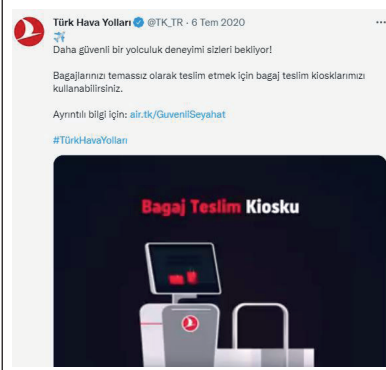 Türk Hava Yolları @TK_TR · 6 Tem 2020 ...
Daha güvenli bir yolculuk deneyimi sizleri bekliyor!
Bagajlarınızı temassız olarak teslim etmek için bagaj teslim kiosklarımızı
kullanabilirsiniz.
Ayrıntılı bilgi için: air.tk/GuvenliSeyahat
#TürkHavaYolları
Bagaj Teslim Kiosku